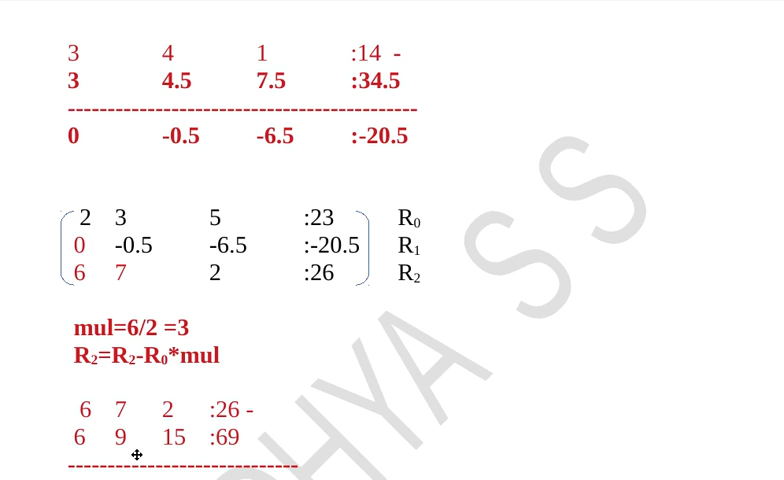 3 4 1 :14 -
3 4.5 7.5 :34.5
--------------------------------------------
0 -0.5 -6.5 :-20.5
2 3 5 :23 R₀
0 -0.5 -6.5 :-20.5 R₁
6 7 2 :26 R₂
mul=6/2 =3
R₂=R₂-R₀*mul
6 7 2 :26 -
6 9 15 :69
-----------------------------